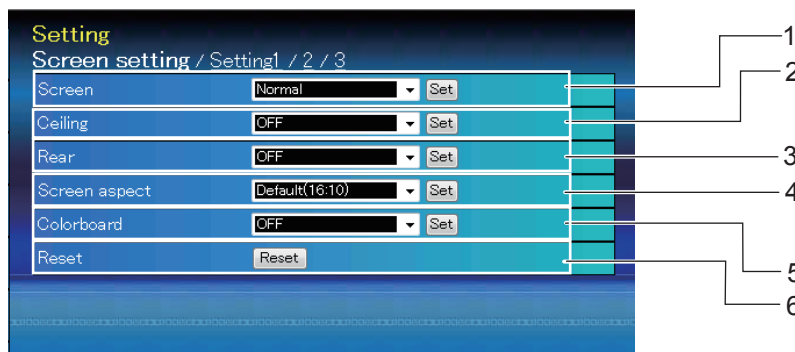 Setting
Screen setting / Setting1 / 2 / 3
Screen Normal Set 1
Ceiling OFF Set 2
Rear OFF Set 3
Screen aspect Default(16:10) Set 4
Colorboard OFF Set 5
Reset Reset 6